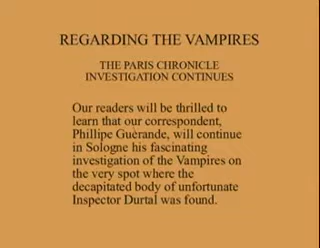 REGARDING THE VAMPIRES
THE PARIS CHRONICLE
INVESTIGATION CONTINUES
Our readers will be thrilled to
learn that our correspondent,
Phillipe Guèrande, will continue
in Sologne his fascinating
investigation of the Vampires on
the very spot where the
decapitated body of unfortunate
Inspector Durtal was found.